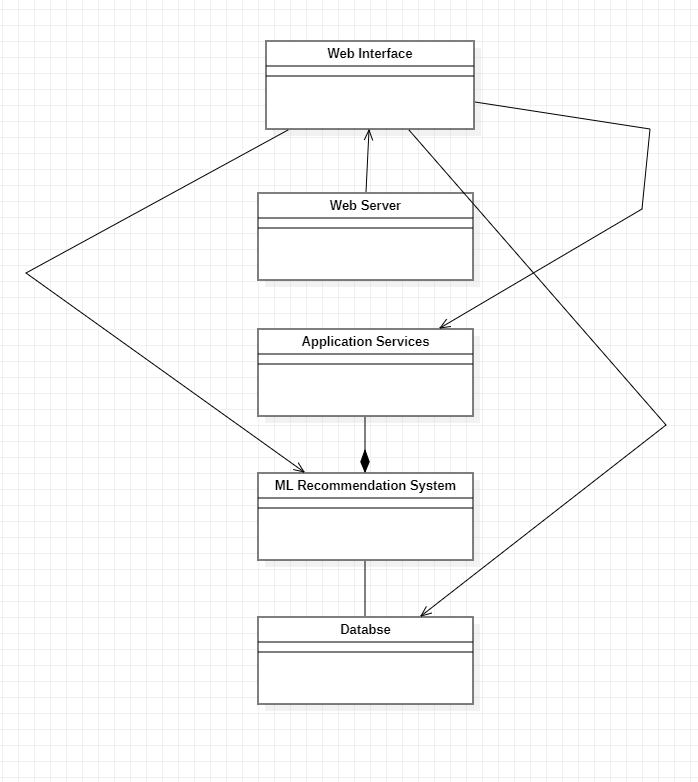 Web Interface
Web Server
Application Services
ML Recommendation System
Databse